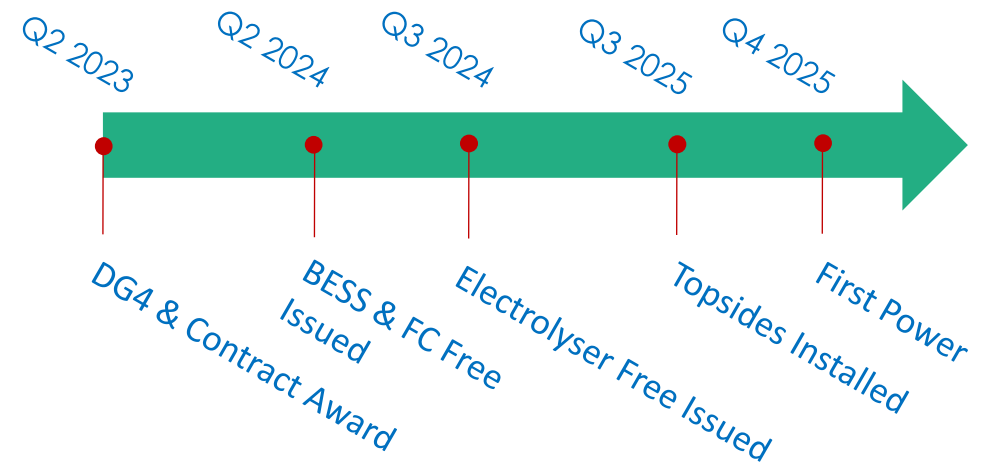 Q2 2023
Q2 2024
Q3 2024
Q3 2025
Q4 2025
DG4 & Contract Award
BESS & FC Free
Issued
Electrolyser Free Issued
Topsides Installed
First Power